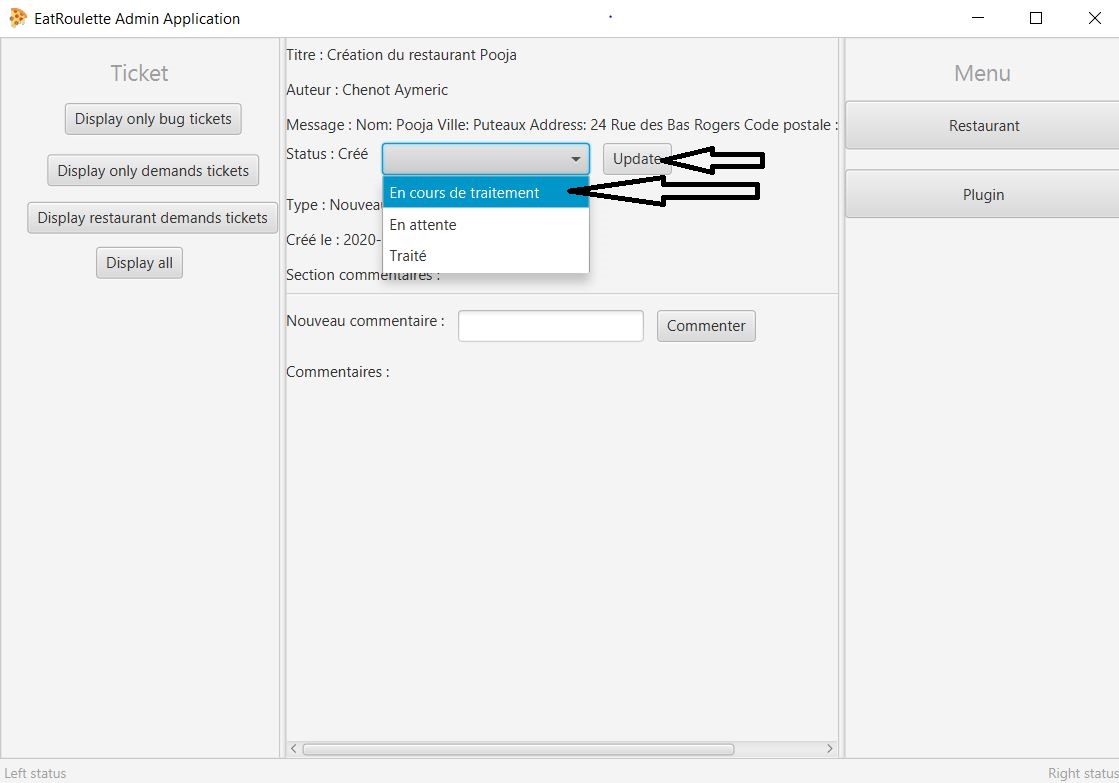 EatRoulette Admin Application
Ticket
Display only bug tickets
Display only demands tickets
Display restaurant demands tickets
Display all
Titre : Création du restaurant Pooja
Auteur : Chenot Aymeric
Message : Nom: Pooja Ville: Puteaux Address: 24 Rue des Bas Rogers Code postale :
Status : Créé
Update
En cours de traitement
En attente
Traité
Type : Nouveau
Créé le : 2020-
Section commentaires :
Nouveau commentaire :
Commenter
Commentaires :
Menu
Restaurant
Plugin
Left status
Right status